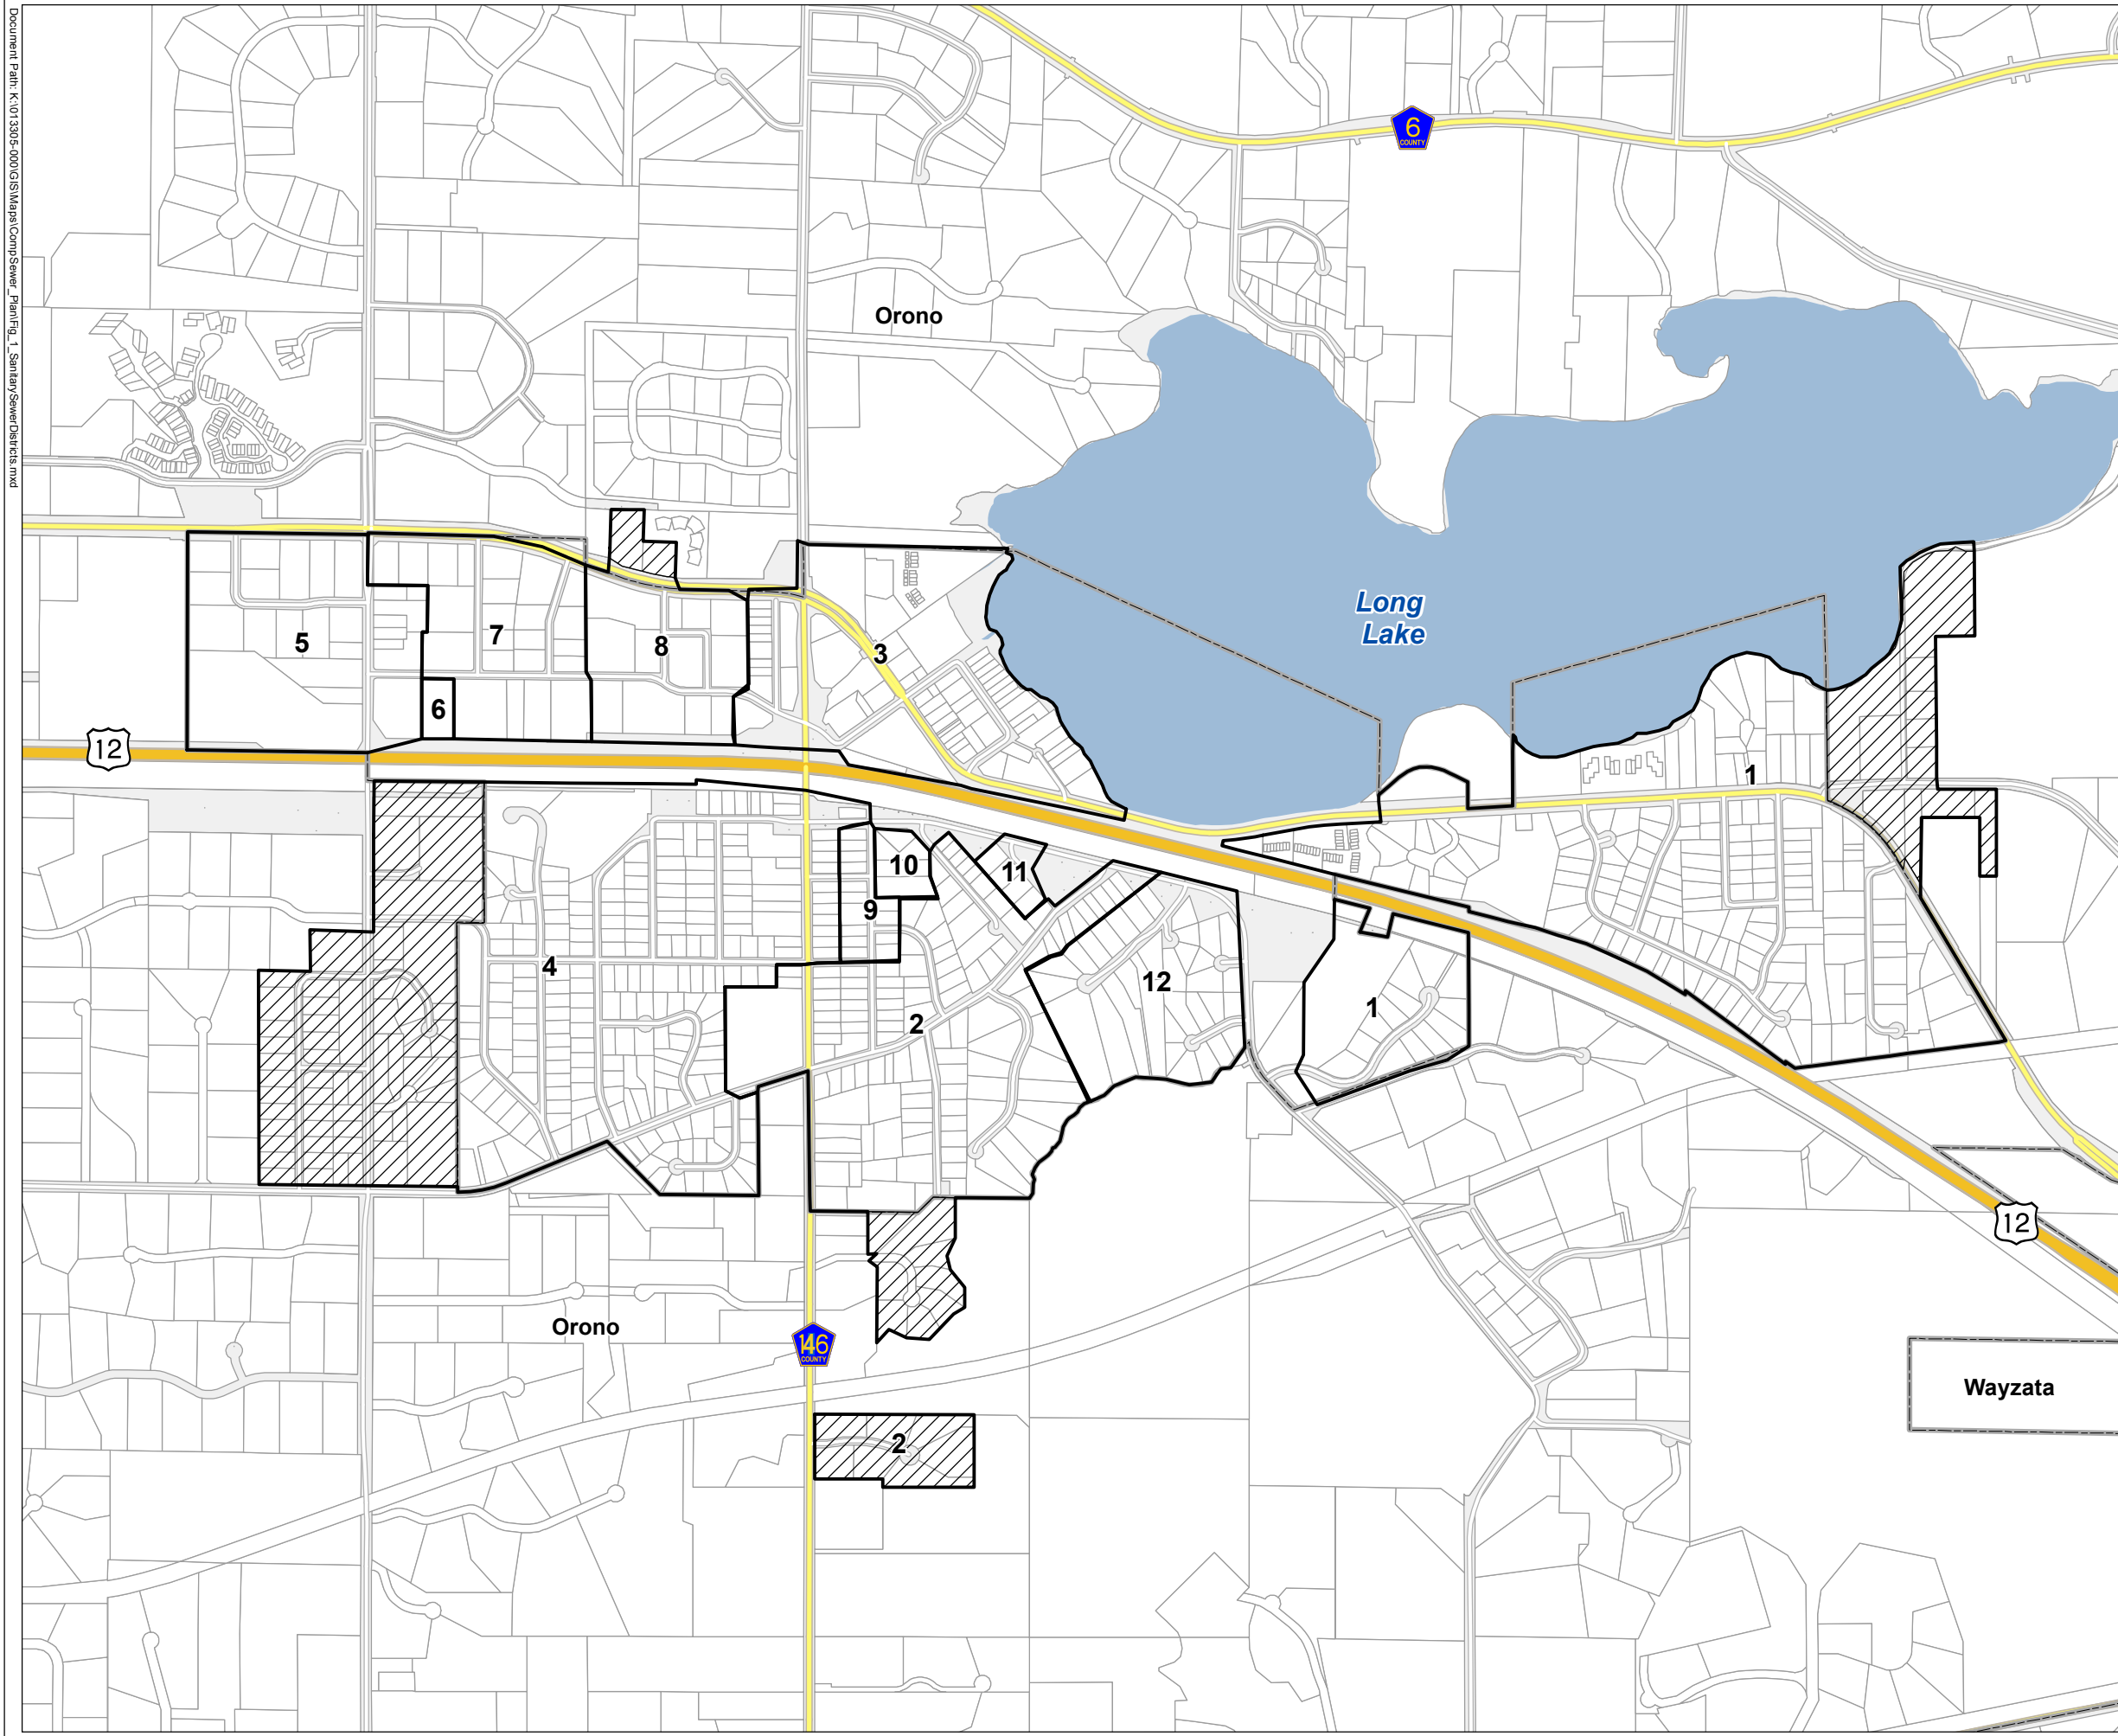 Document Path: K:\013305-000\GIS\Maps\CompSewer_Plan\Fig_1_SanitarySewerDistricts.mxd
6
COUNTY
Orono
Long
Lake
5
7
8
3
6
12
1
10
11
9
4
12
2
1
12
Orono
146
COUNTY
Wayzata
2